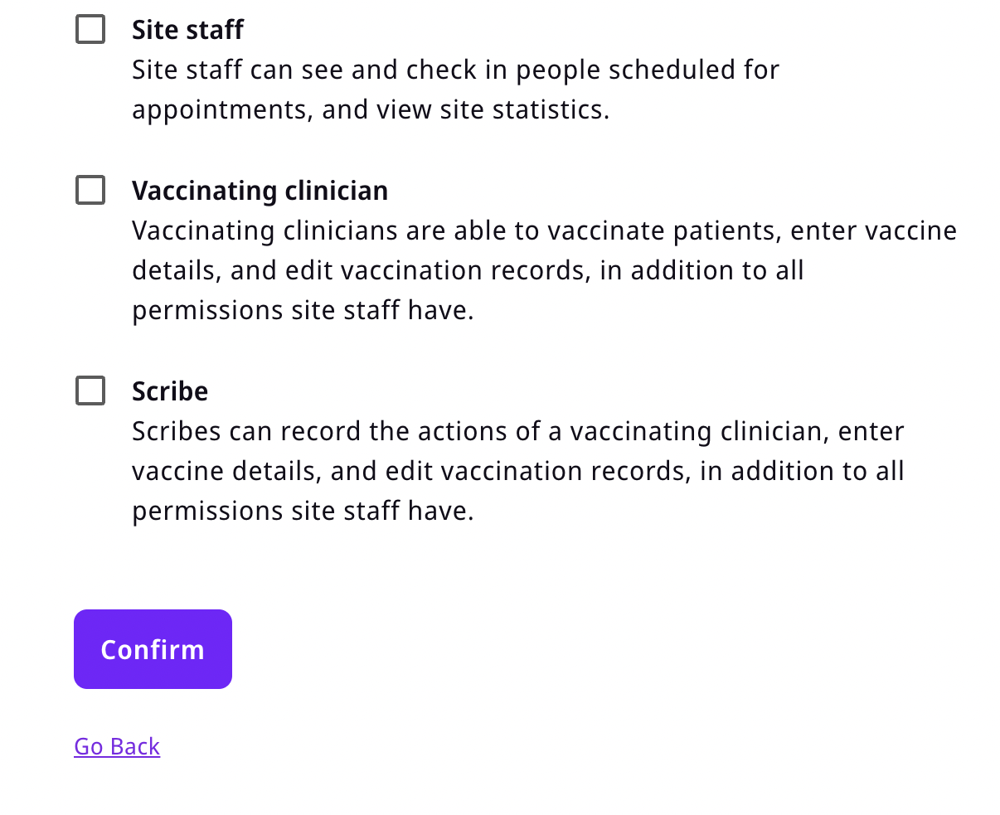 Site staff
Site staff can see and check in people scheduled for
appointments, and view site statistics.
Vaccinating clinician
Vaccinating clinicians are able to vaccinate patients, enter vaccine
details, and edit vaccination records, in addition to all
permissions site staff have.
Scribe
Scribes can record the actions of a vaccinating clinician, enter
vaccine details, and edit vaccination records, in addition to all
permissions site staff have.
Confirm
Go Back